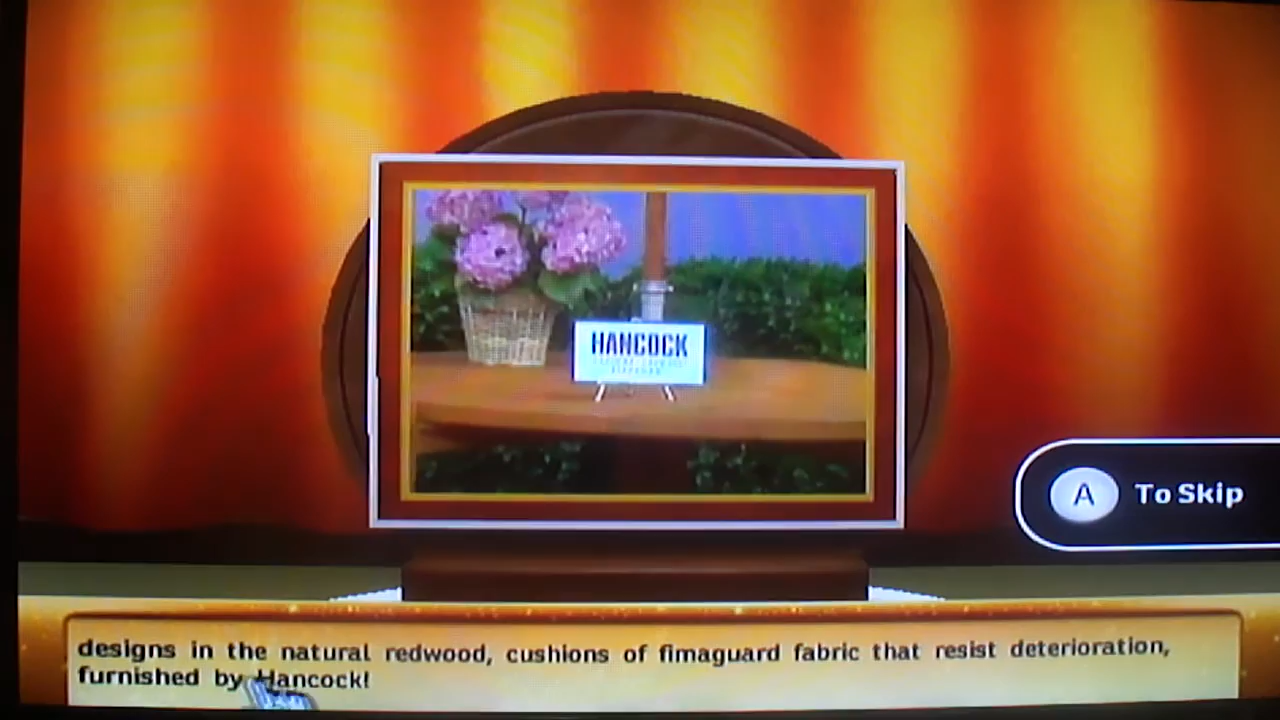 HANCOCK
A To Skip
designs in the natural redwood, cushions of fimaguard fabric that resist deterioration,
furnished by Hancock!